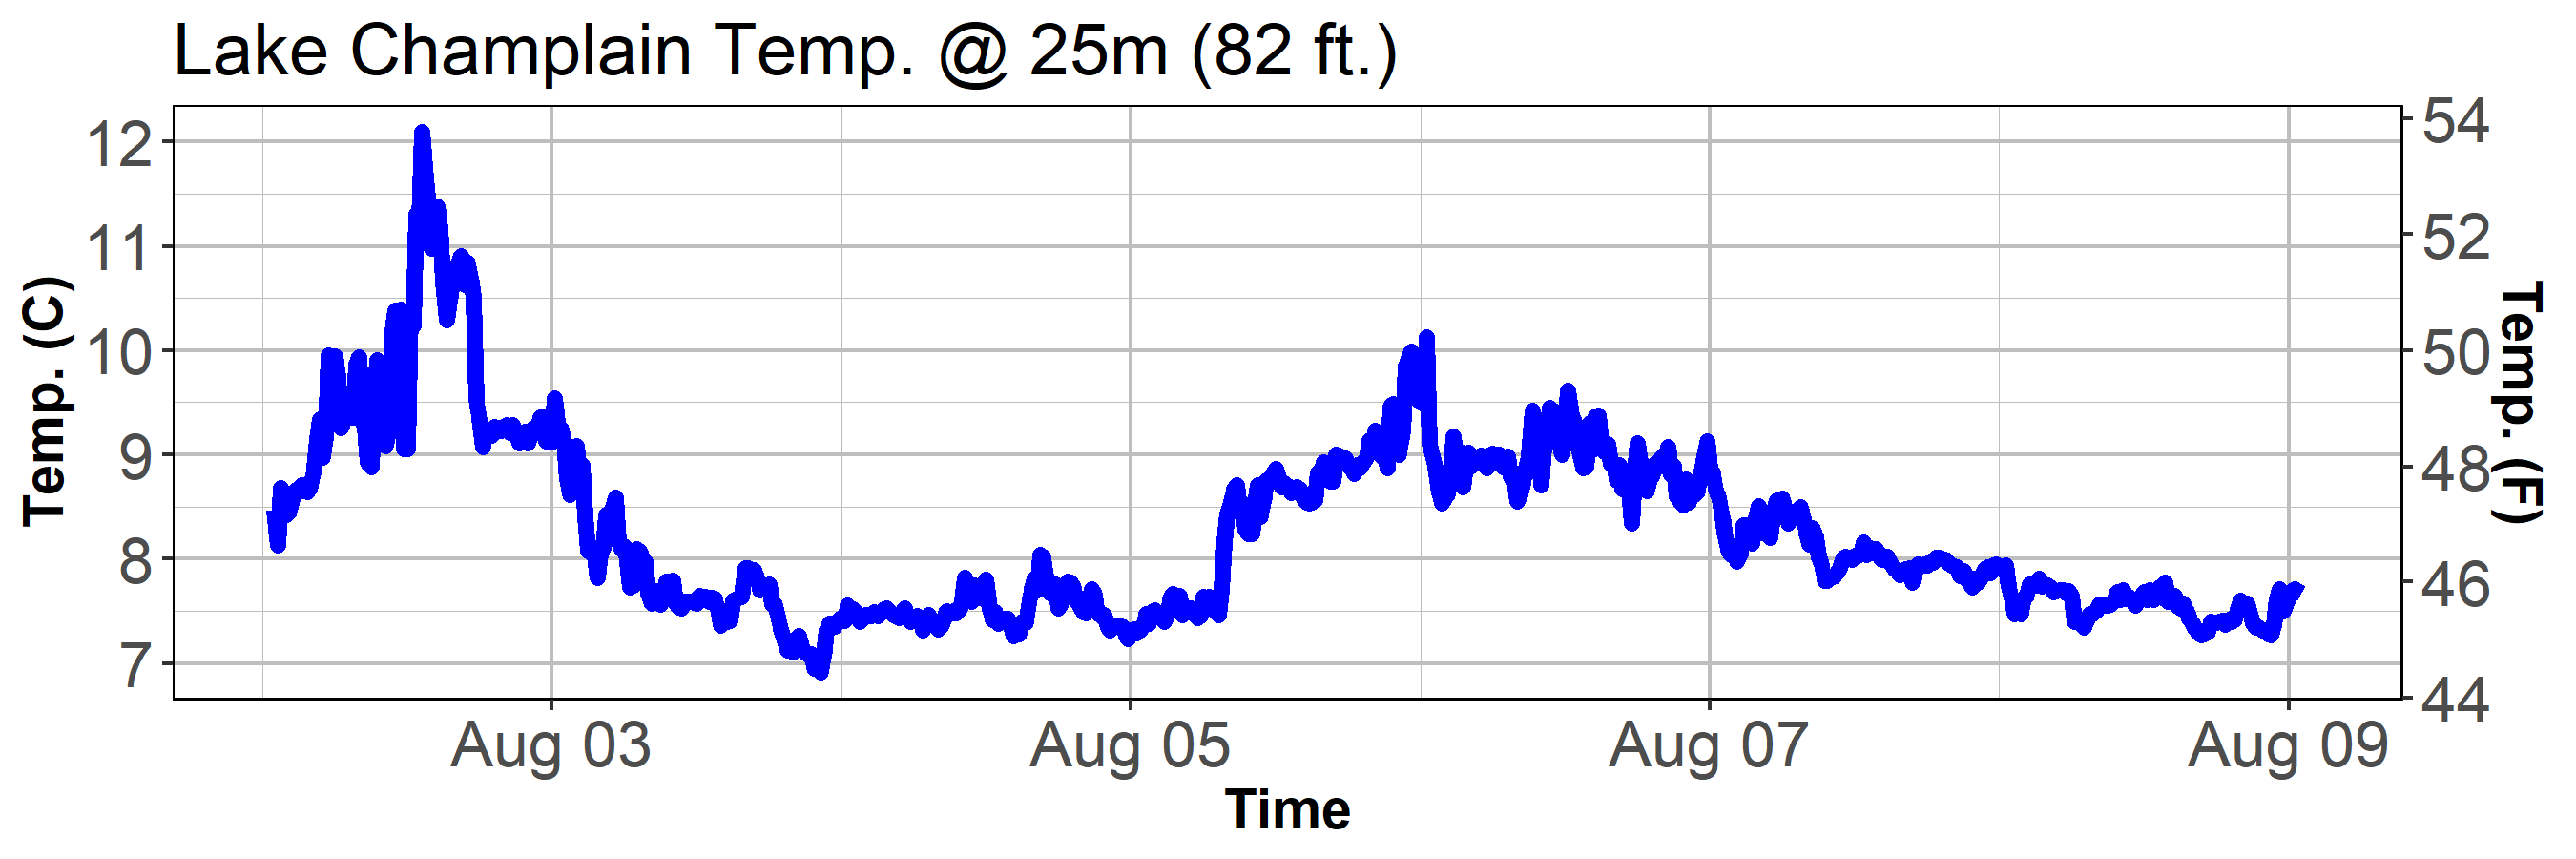 Lake Champlain Temp. @ 25m (82 ft.)
12
11
10
9
8
7
Temp. (C)
54
52
50
48
46
44
Temp. (F)
Aug 03 Aug 05 Aug 07 Aug 09
Time